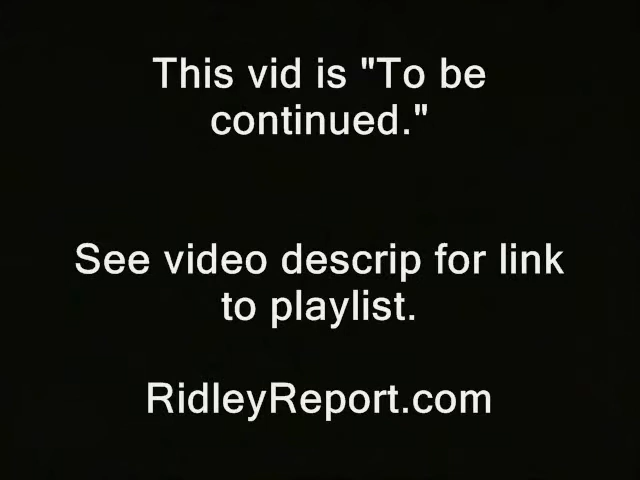 This vid is "To be
continued."
See video descrip for link
to playlist.
RidleyReport.com